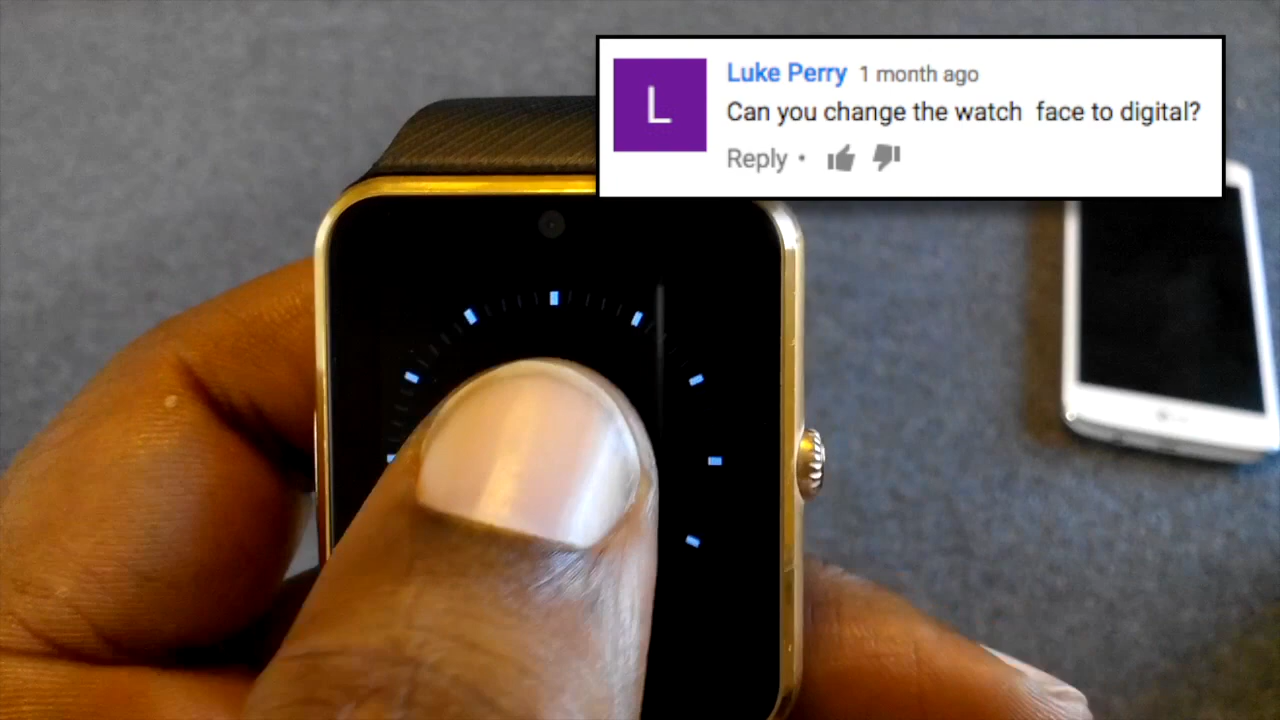 L
Luke Perry 1 month ago
Can you change the watch face to digital?
Reply •